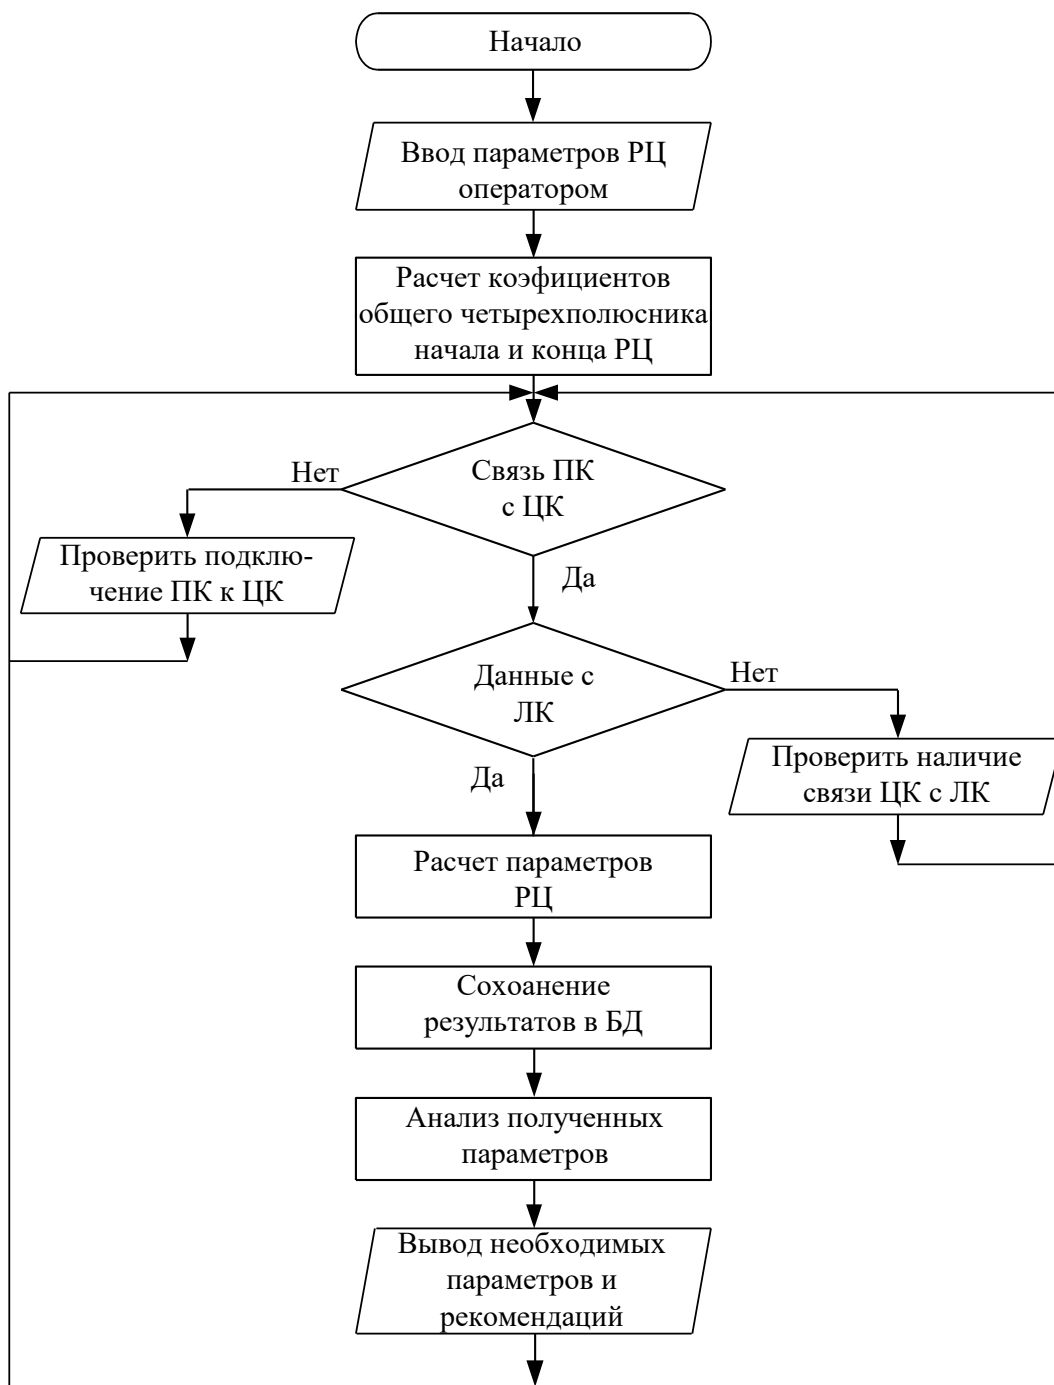 Начало
Ввод параметров РЦ
оператором
Расчет коэфициентов
общего четырехполюсника
начала и конца РЦ
Связь ПК
с ЦК
Нет
Проверить подклю-
чение ПК к ЦК
Да
Данные с
ЛК
Нет
Проверить наличие
связи ЦК с ЛК
Да
Расчет параметров
РЦ
Сохоанение
результатов в БД
Анализ полученных
параметров
Вывод необходимых
параметров и
рекомендаций